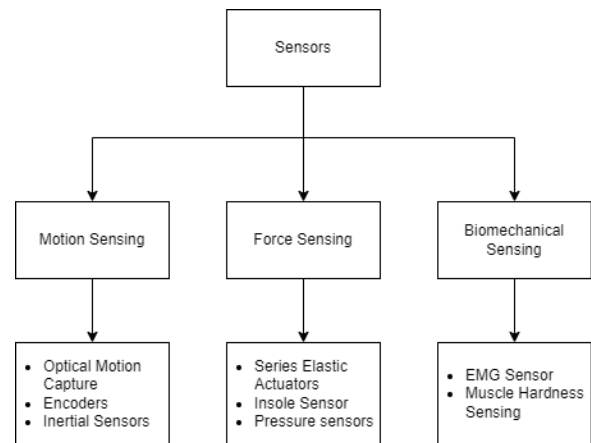 Sensors
Motion Sensing
Force Sensing
Biomechanical
Sensing
• Optical Motion
Capture
• Encoders
• Inertial Sensors
• Series Elastic
Actuators
• Insole Sensor
• Pressure sensors
• EMG Sensor
• Muscle Hardness
Sensing